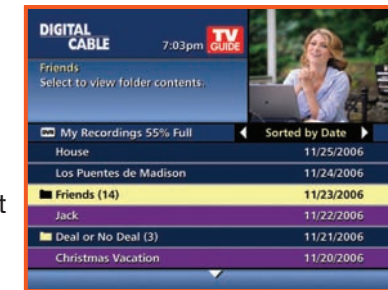 DIGITAL
CABLE
7:03pm TV
GUIDE
Friends
Select to view folder contents.
DVR My Recordings 55% Full Sorted by Date
House 11/25/2006
Los Puentes de Madison 11/24/2006
t
Friends (14) 11/23/2006
Jack 11/22/2006
Deal or No Deal (3) 11/21/2006
Christmas Vacation 11/20/2006